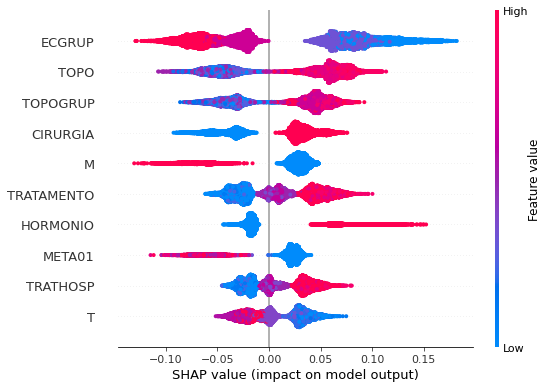 High
ECGRUP
TOPO
TOPOGRUP
CIRURGIA
M
TRATAMENTO
HORMONIO
META01
TRATHOSP
T
Feature value
Low
−0.10 −0.05 0.00 0.05 0.10 0.15
SHAP value (impact on model output)